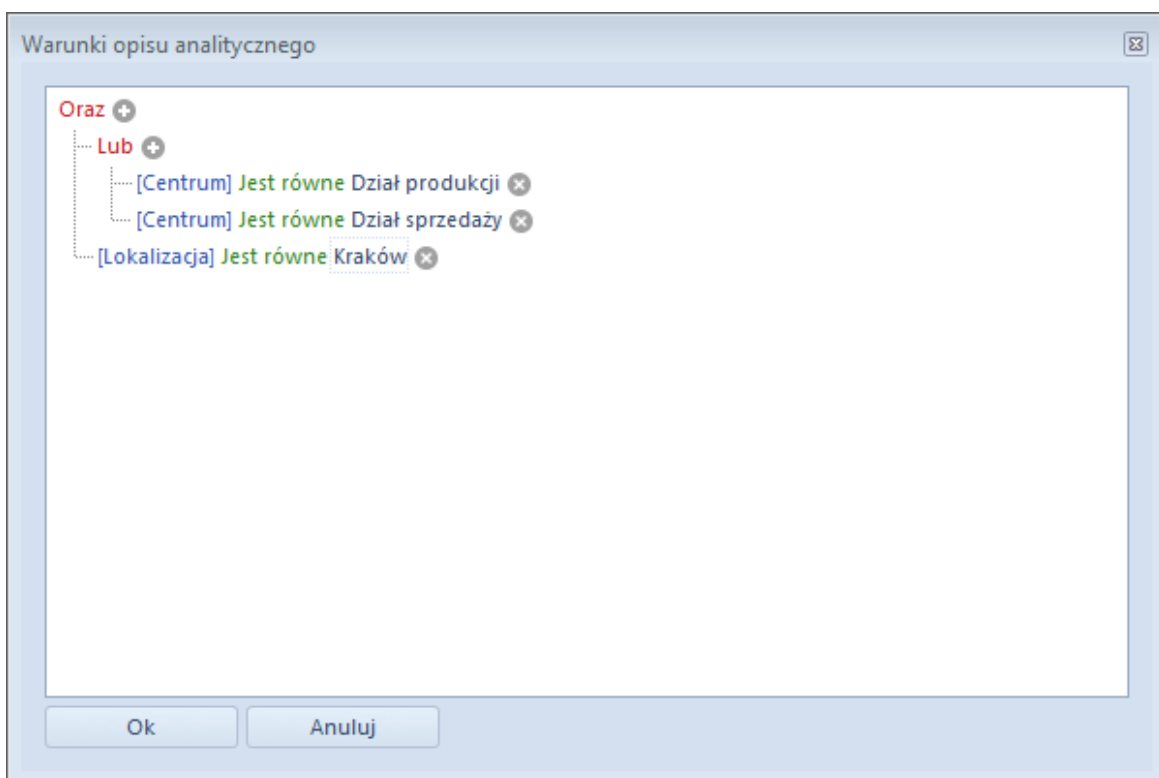 Warunki opisu analitycznego
Oraz
Lub
[Centrum] Jest równe Dział produkcji
[Centrum] Jest równe Dział sprzedaży
[Lokalizacja] Jest równe Kraków
Ok Anuluj